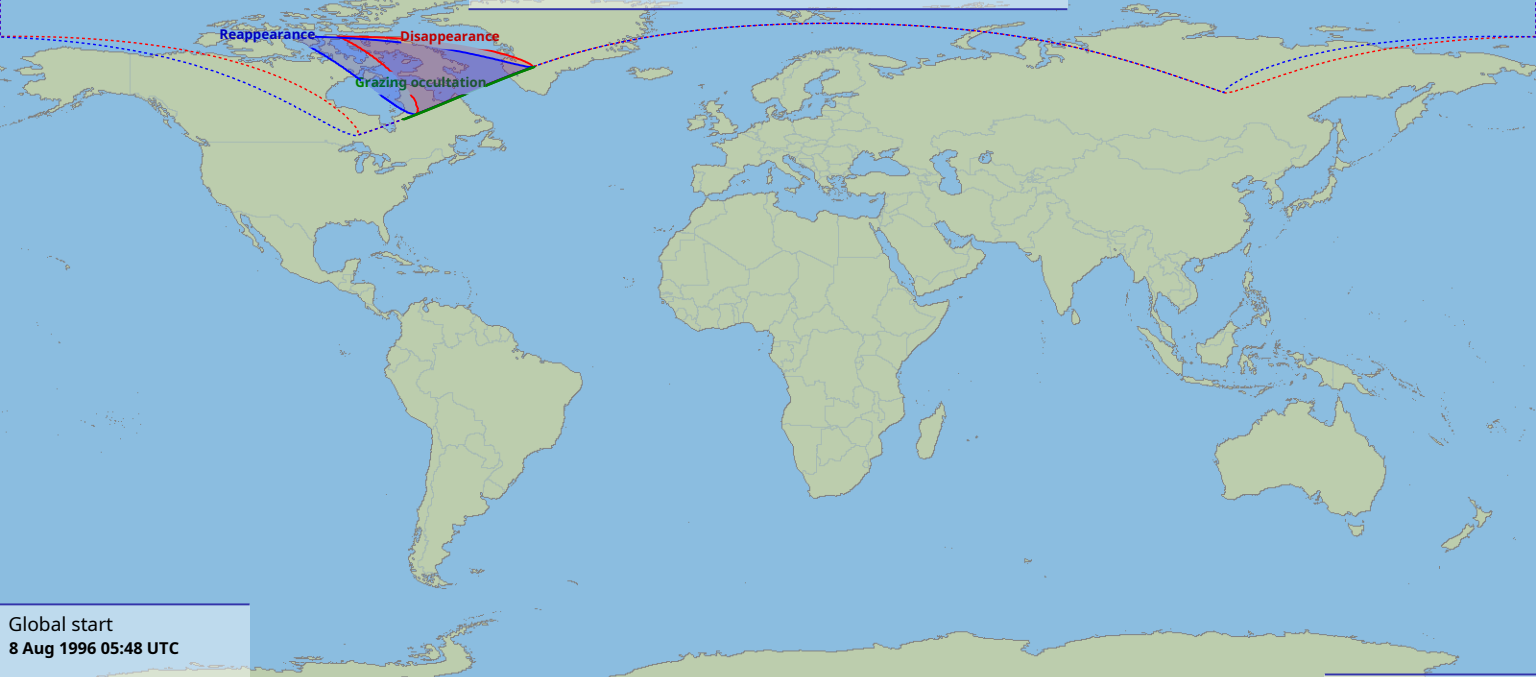 Reappearance
Disappearance
Grazing occultation
Global start
8 Aug 1996 05:48 UTC